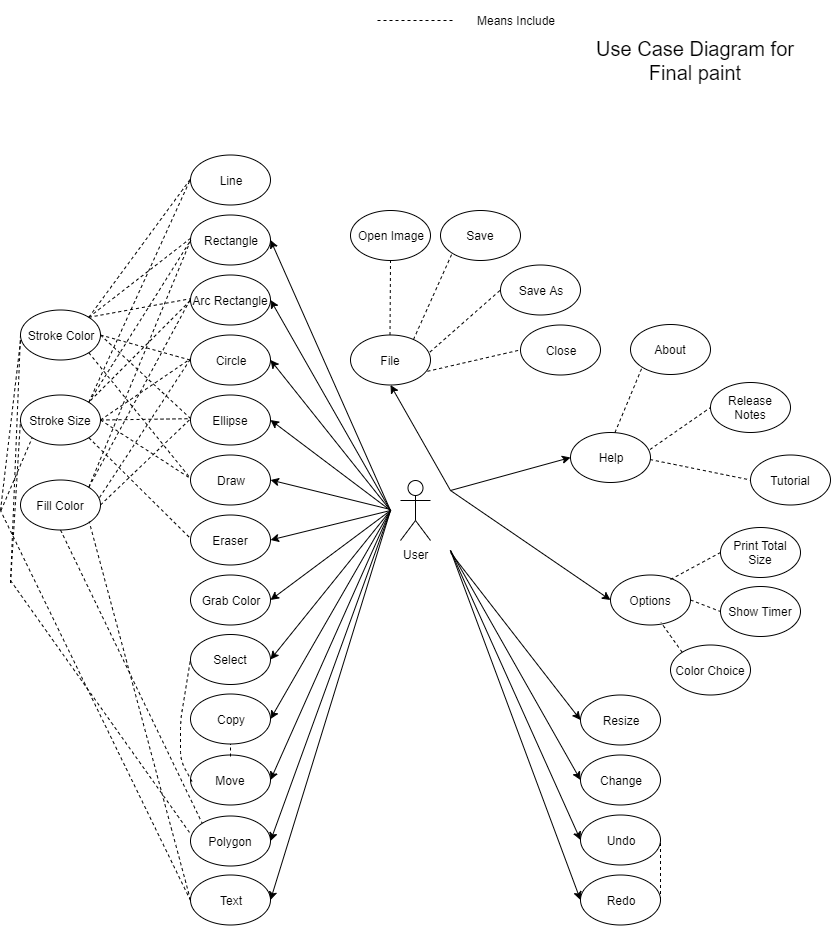 Means Include
Use Case Diagram for
Final paint
Line
Rectangle
Arc Rectangle
Circle
Ellipse
Draw
Eraser
Grab Color
Select
Copy
Move
Polygon
Text
Stroke Color
Stroke Size
Fill Color
Open Image
Save
Save As
Close
File
About
Release
Notes
Tutorial
Help
User
Print Total
Size
Show Timer
Color Choice
Options
Resize
Change
Undo
Redo